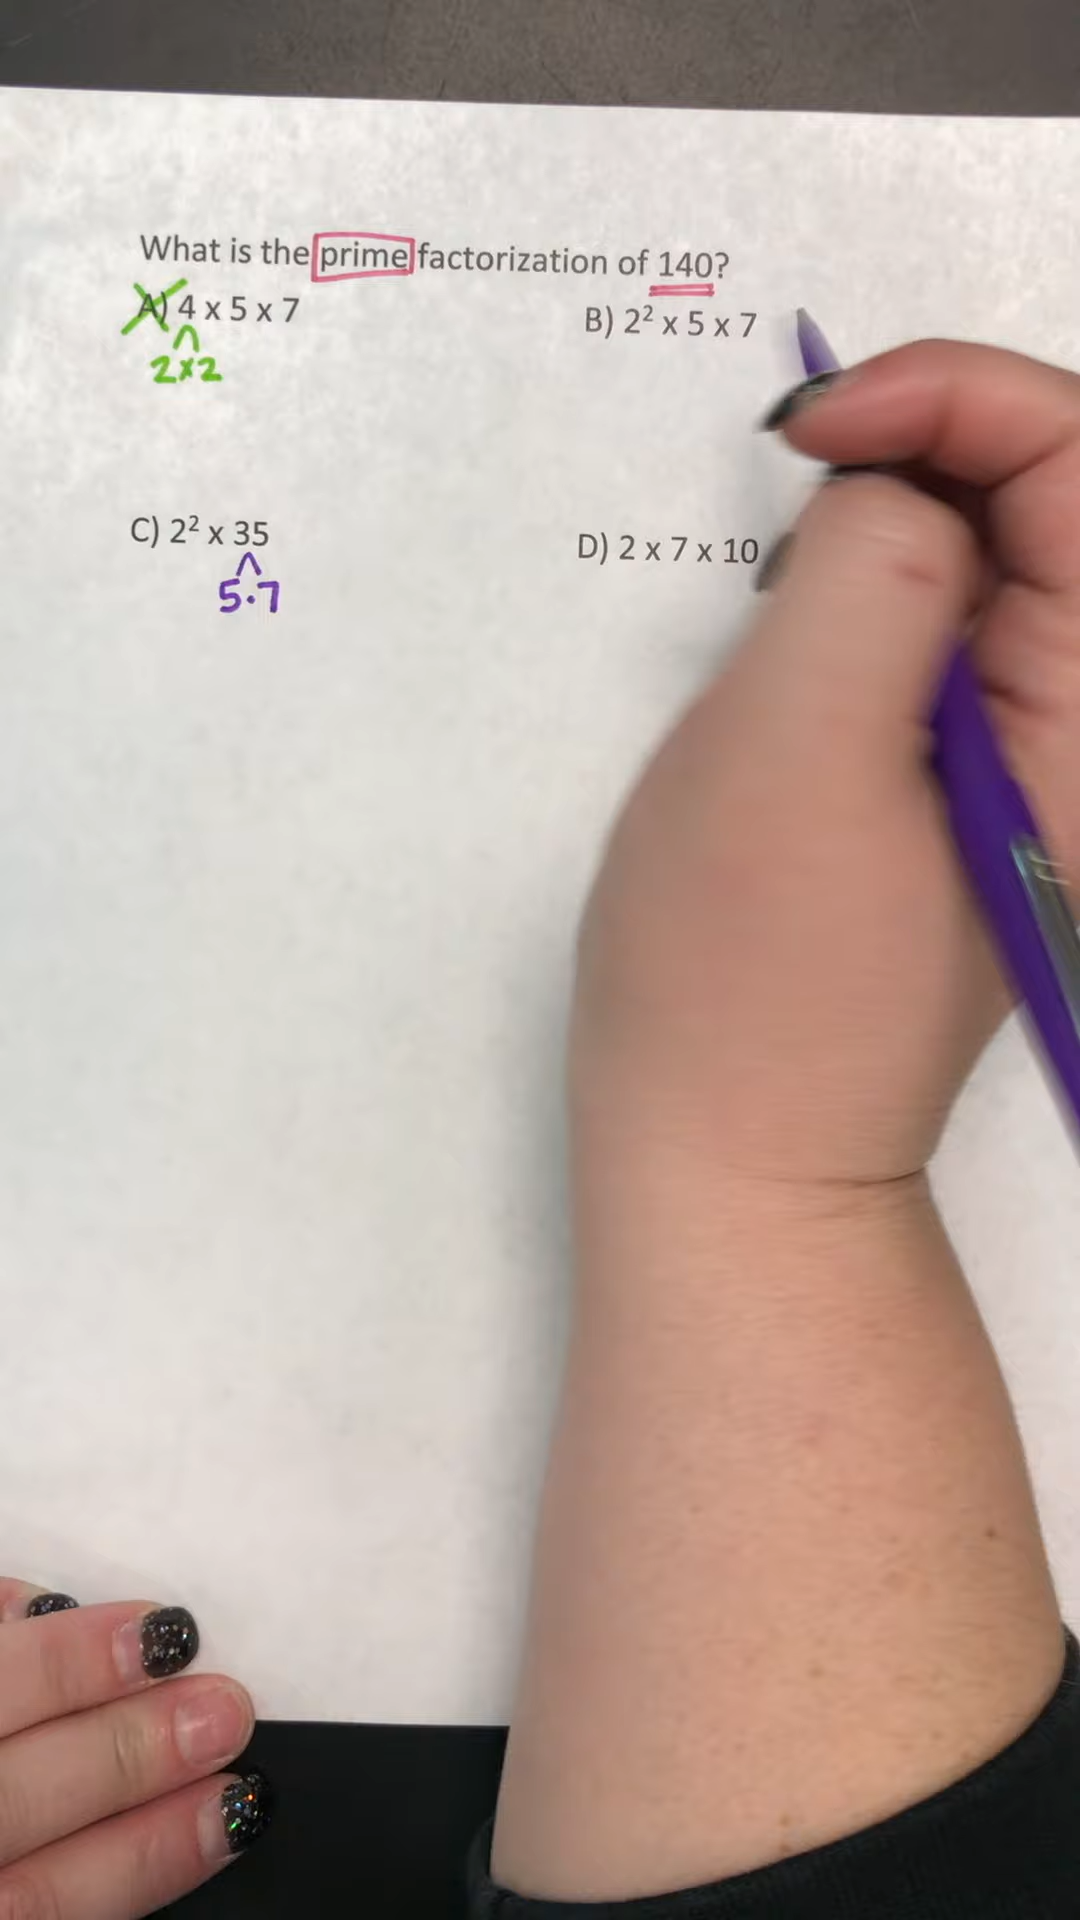 What is the prime factorization of 140?
A) 4 x 5 x 7
2x2
B) 2² x 5 x 7
C) 2² x 35
5·7
D) 2 x 7 x 10